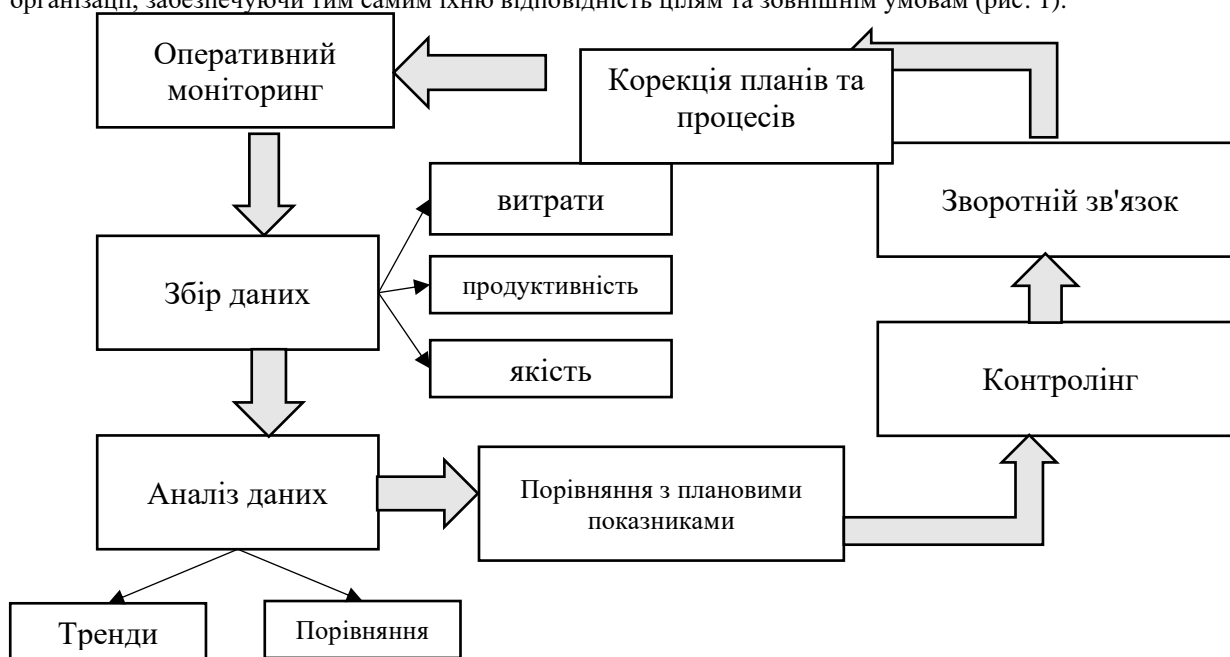 організації, забезпечуючи тим самим їхню відповідність цілям та зовнішнім умовам (рис. 1).
Оперативний
моніторинг
Корекція планів та
процесів
Зворотній зв'язок
витрати
Збір даних
продуктивність
якість
Контролінг
Аналіз даних
Порівняння з плановими
показниками
Тренди
Порівняння